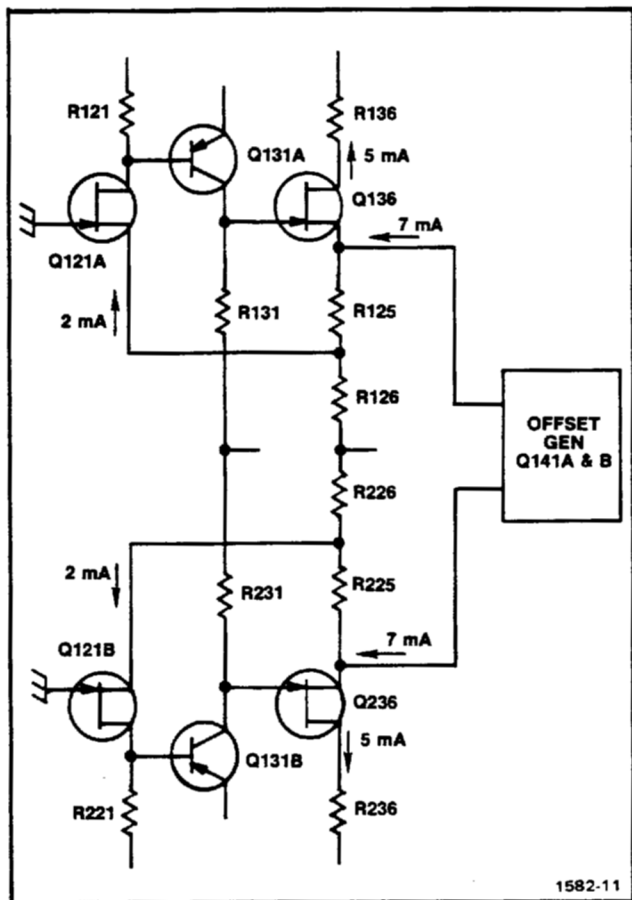 R121
Q131A
R136
5 mA
Q136
7 mA
Q121A
2 mA
R131
R125
R126
OFFSET
GEN
Q141A & B
R226
2 mA
R231
R225
Q121B
7 mA
Q236
Q131B
5 mA
R221
R236
1582-11